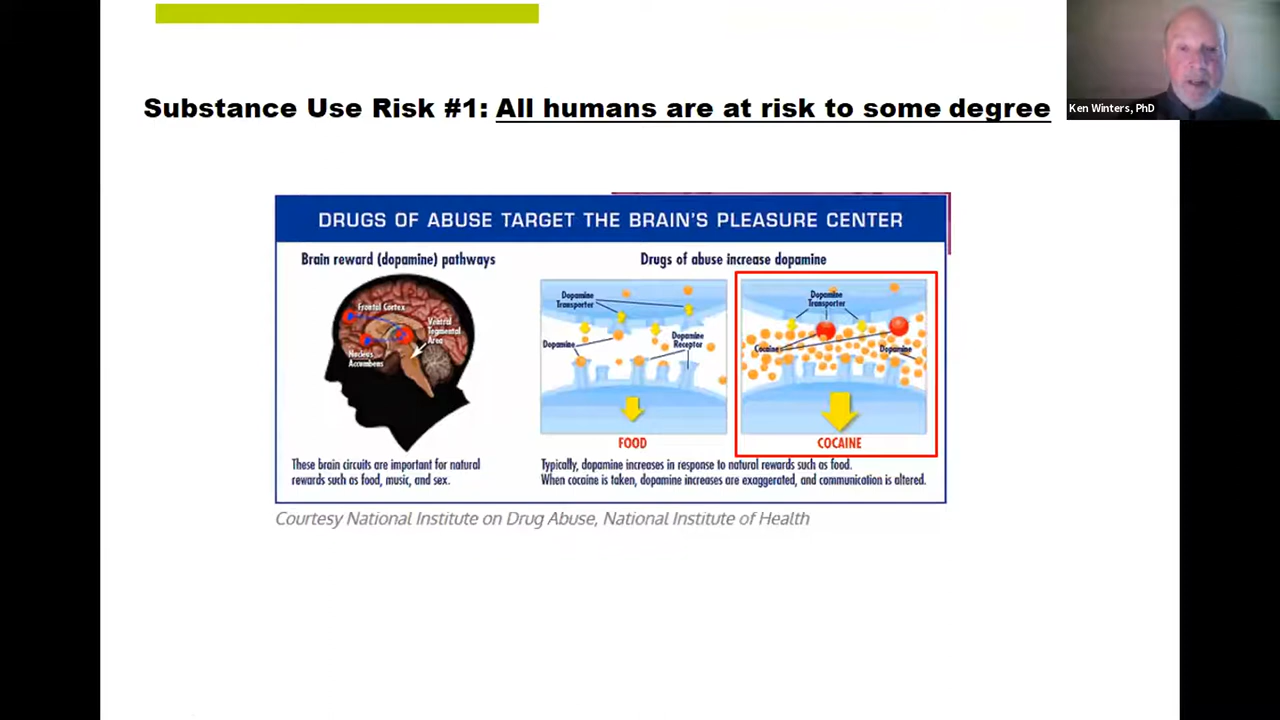 Ken Winters, PhD
Substance Use Risk #1: All humans are at risk to some degree
DRUGS OF ABUSE TARGET THE BRAIN'S PLEASURE CENTER
Brain reward (dopamine) pathways
Frontal Cortex
Ventral
Tegmental
Area
Nucleus
Accumbens
These brain circuits are important for natural
rewards such as food, music, and sex.
Drugs of abuse increase dopamine
Dopamine
Transporter
Dopamine
Dopamine
Receptor
FOOD
Dopamine
Transporter
Cocaine
Dopamine
COCAINE
Typically, dopamine increases in response to natural rewards such as food.
When cocaine is taken, dopamine increases are exaggerated, and communication is altered.
Courtesy National Institute on Drug Abuse, National Institute of Health